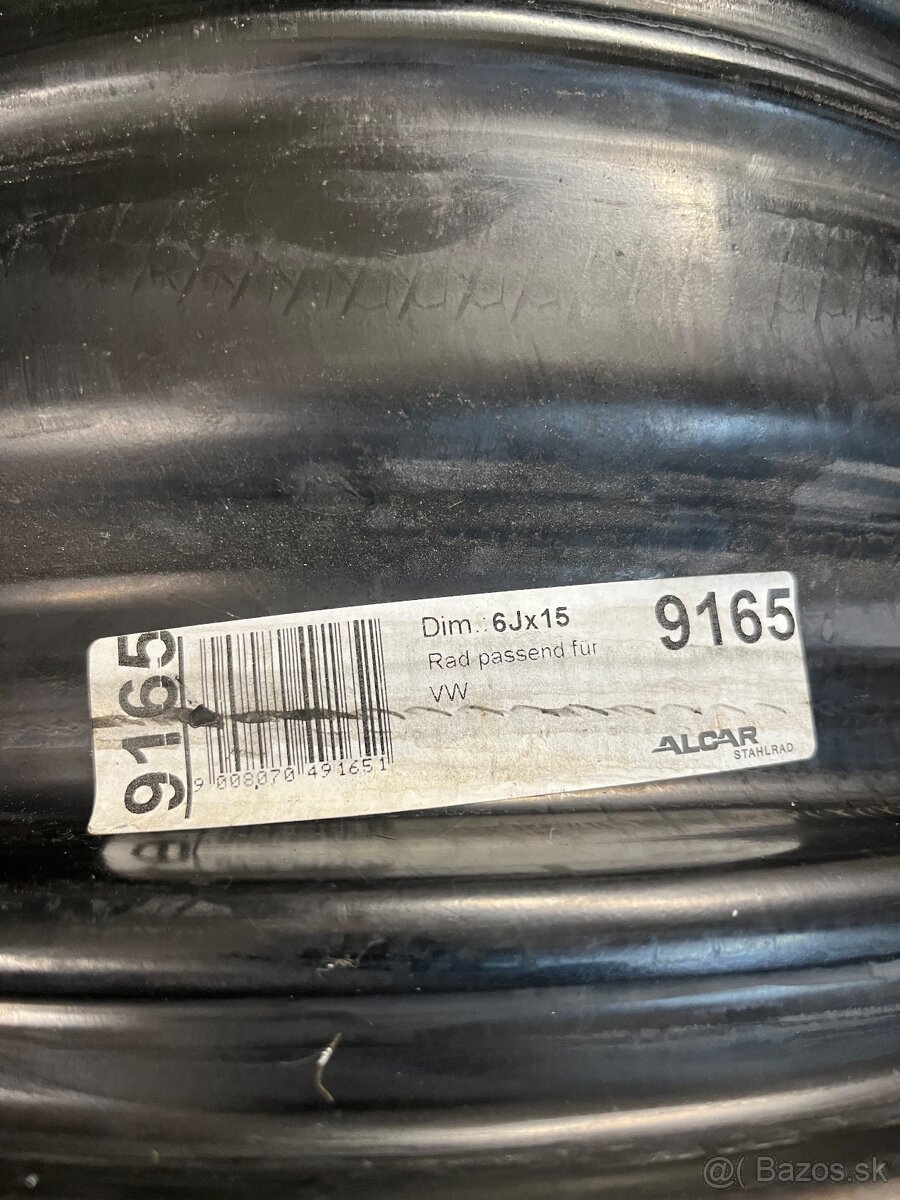 9165
9 008070 491651
Dim.: 6Jx15
Rad passend für
VW
9165
ALCAR
STAHLRAD
@( Bazos.sk